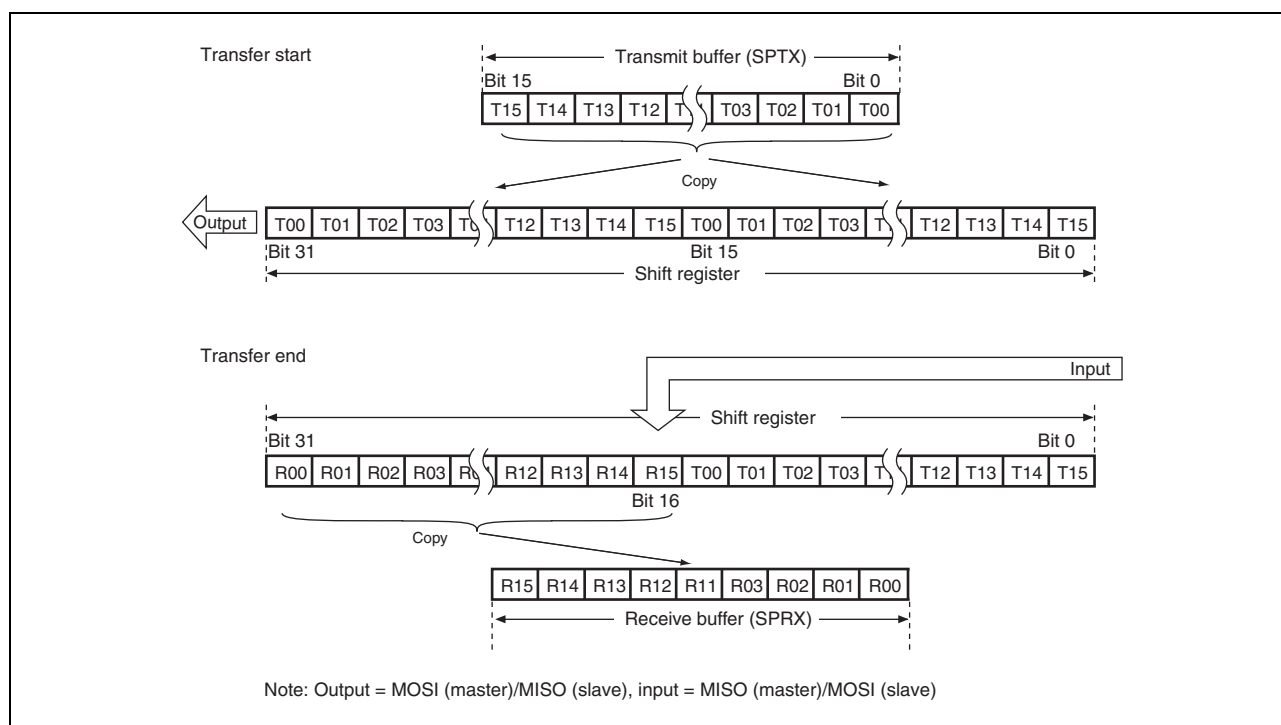 Transfer start
Transmit buffer (SPTX)
Bit 15 Bit 0
T15 T14 T13 T12 T03 T02 T01 T00
Copy
Output T00 T01 T02 T03 T12 T13 T14 T15 T00 T01 T02 T03 T12 T13 T14 T15
Bit 31 Bit 15 Bit 0
Shift register
Transfer end
Input
Shift register
Bit 31 Bit 0
R00 R01 R02 R03 R12 R13 R14 R15 T00 T01 T02 T03 T12 T13 T14 T15
Bit 16
Copy
R15 R14 R13 R12 R11 R03 R02 R01 R00
Receive buffer (SPRX)
Note: Output = MOSI (master)/MISO (slave), input = MISO (master)/MOSI (slave)